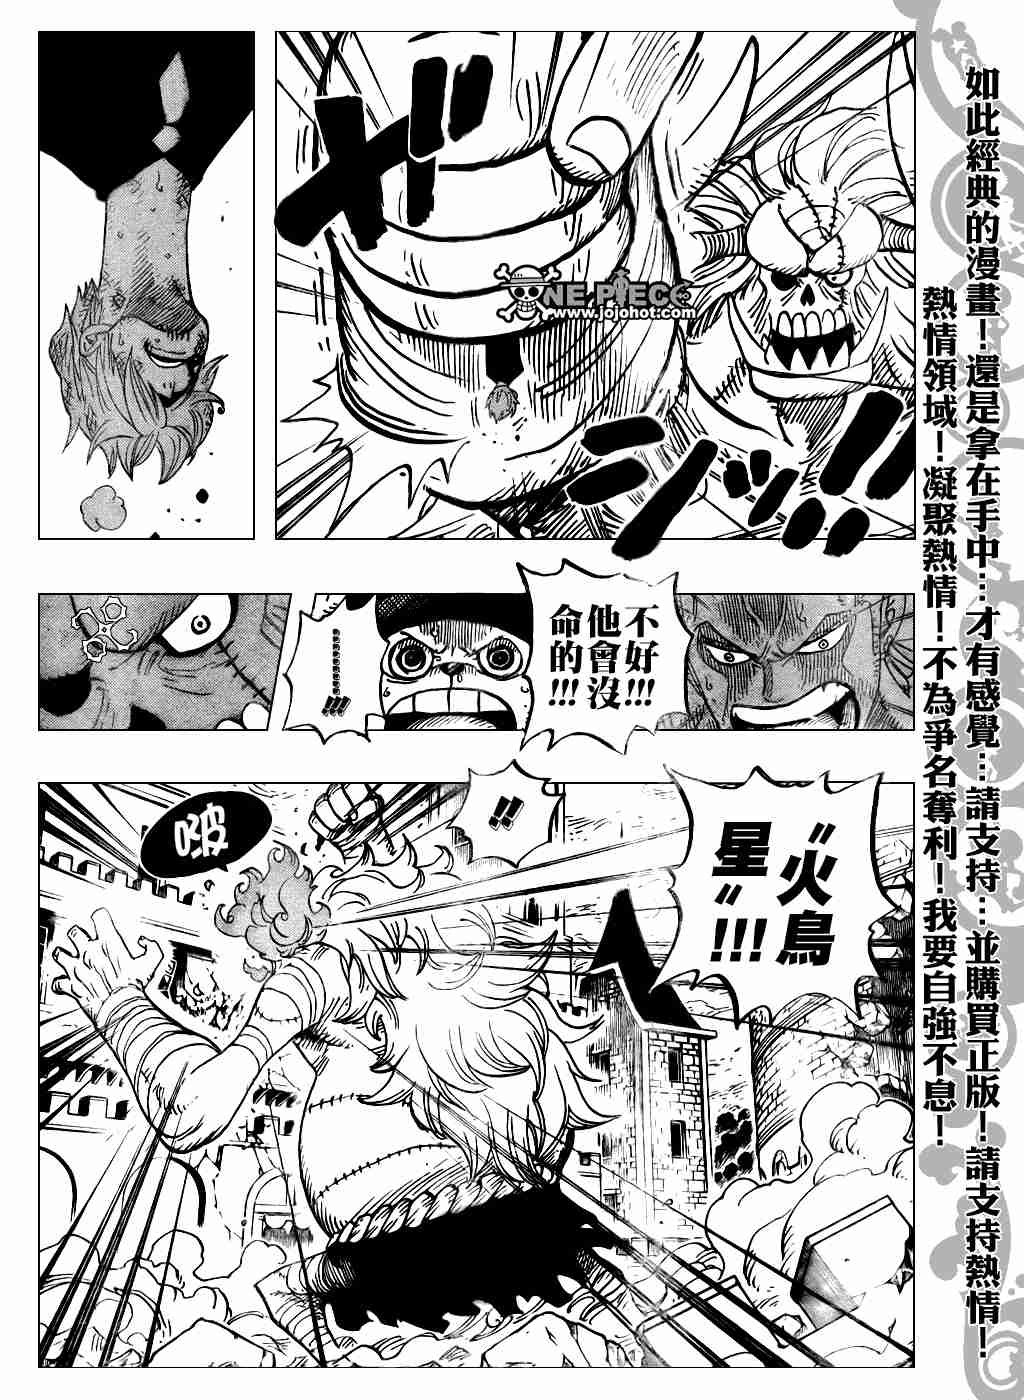 如此經典的漫畫！還是拿在手中…才有感覺…請支持…並購買正版！請支持熱情！
熱情領域！凝聚熱情！不為爭名奪利！我要自強不息！
ドメ
ONE PIECE
www.jojohot.com
シッ!!
不好!!!
他會沒
命的!!!
………!!!
〝火鳥
星〞!!!
!!
啵